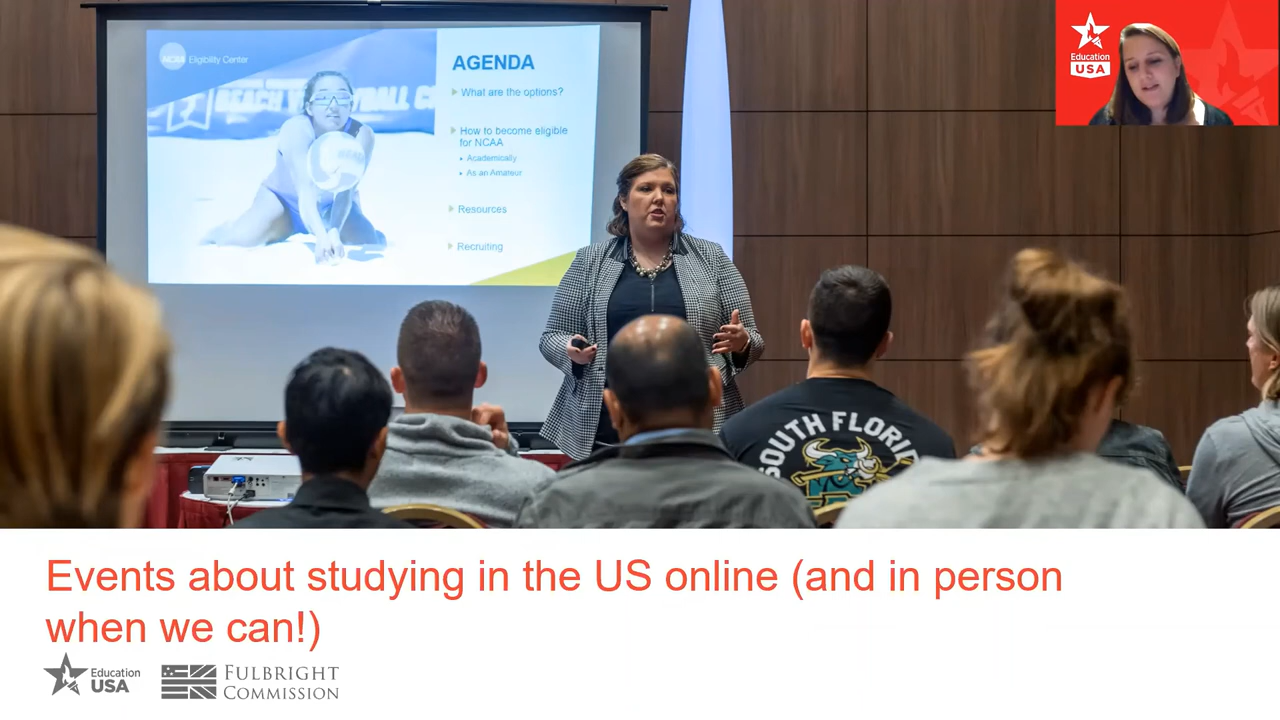 NCAA Eligibility Center
AGENDA
What are the options?
How to become eligible
for NCAA
Academically
As an Amateur
Resources
Recruiting
Education
USA
SOUTH FLORID
Events about studying in the US online (and in person
when we can!)
Education
USA
FULBRIGHT
COMMISSION